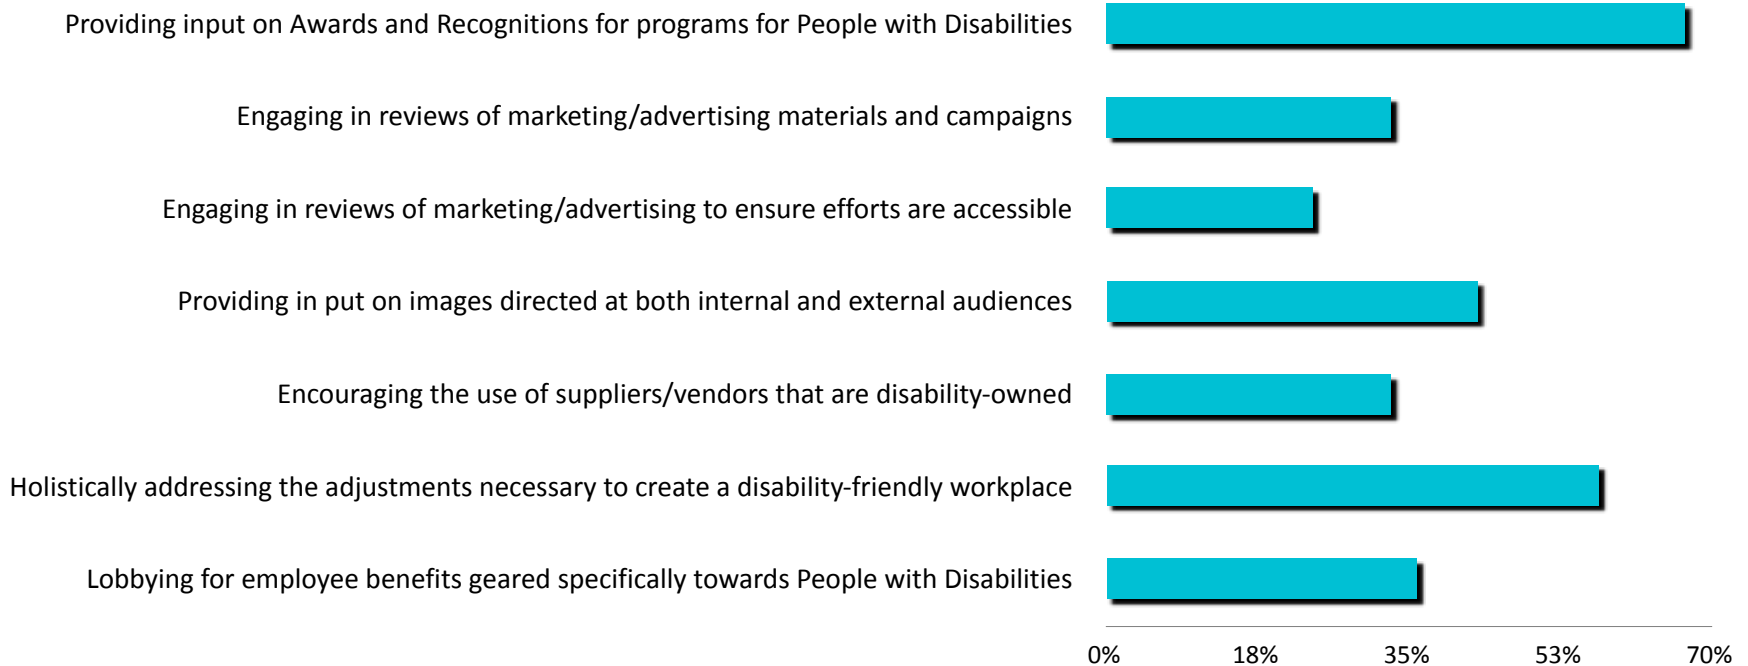 Providing input on Awards and Recognitions for programs for People with Disabilities
Engaging in reviews of marketing/advertising materials and campaigns
Engaging in reviews of marketing/advertising to ensure efforts are accessible
Providing in put on images directed at both internal and external audiences
Encouraging the use of suppliers/vendors that are disability-owned
Holistically addressing the adjustments necessary to create a disability-friendly workplace
Lobbying for employee benefits geared specifically towards People with Disabilities
0% 18% 35% 53% 70%